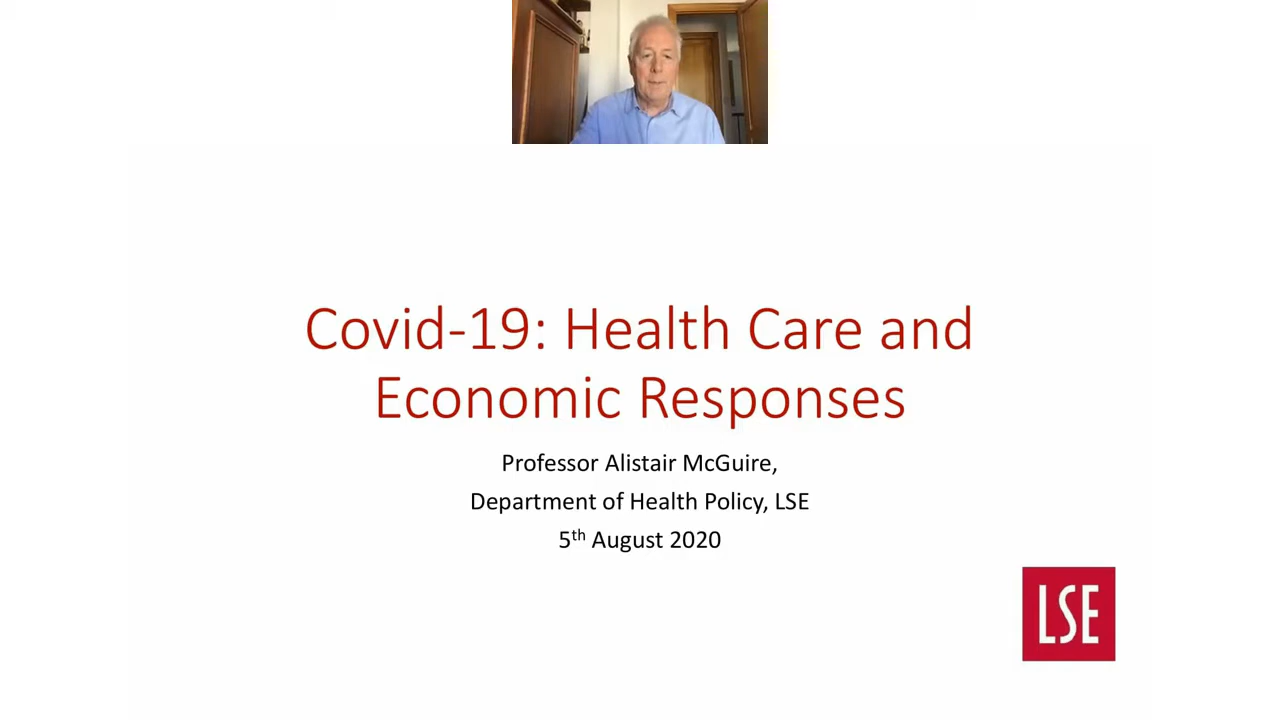 Covid-19: Health Care and
Economic Responses
Professor Alistair McGuire,
Department of Health Policy, LSE
5th August 2020
LSE